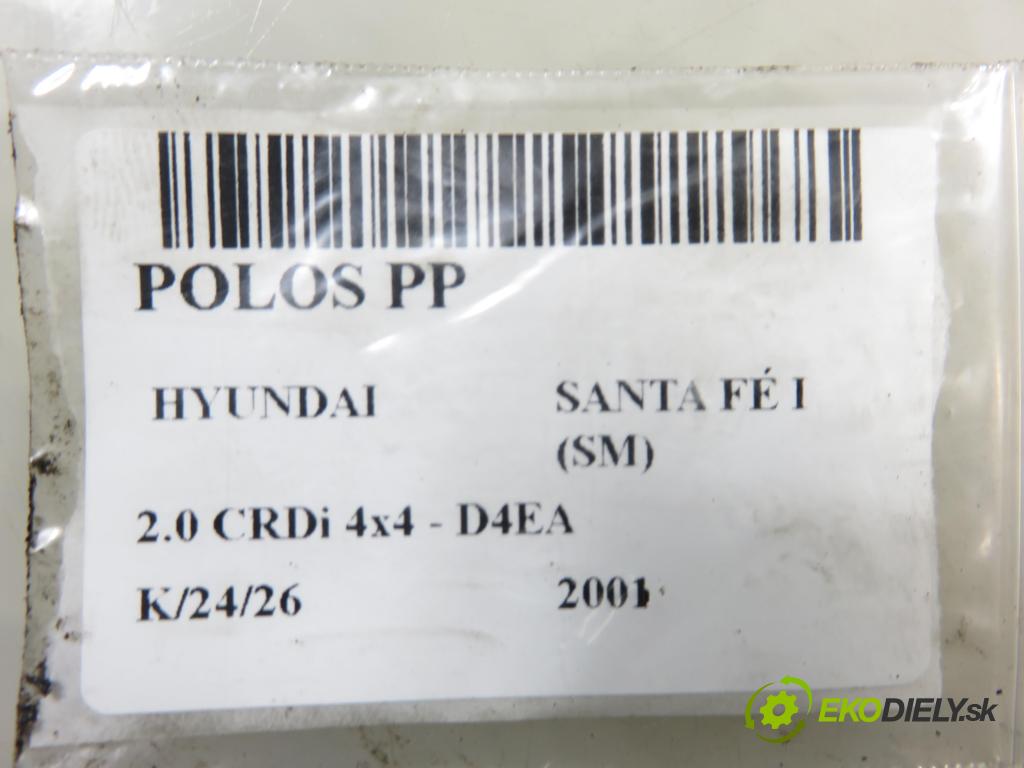 POLOS PP
HYUNDAI SANTA FÉ I
(SM)
2.0 CRDi 4x4 - D4EA
K/24/26 2001
EKODIELY.sk